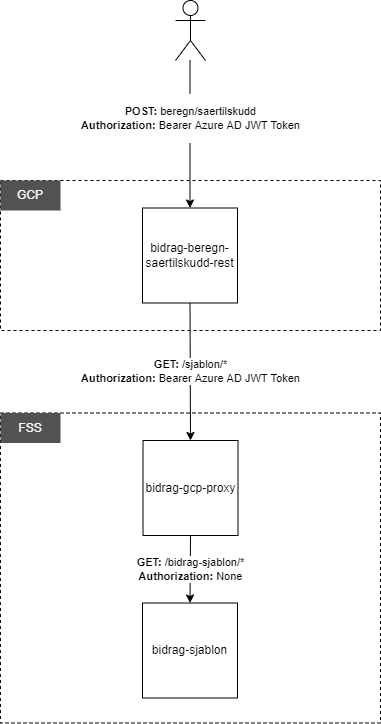 POST: beregn/saertilskudd
Authorization: Bearer Azure AD JWT Token
GCP
bidrag-beregn-
saertilskudd-rest
GET: /sjablon/*
Authorization: Bearer Azure AD JWT Token
FSS
bidrag-gcp-proxy
GET: /bidrag-sjablon/*
Authorization: None
bidrag-sjablon